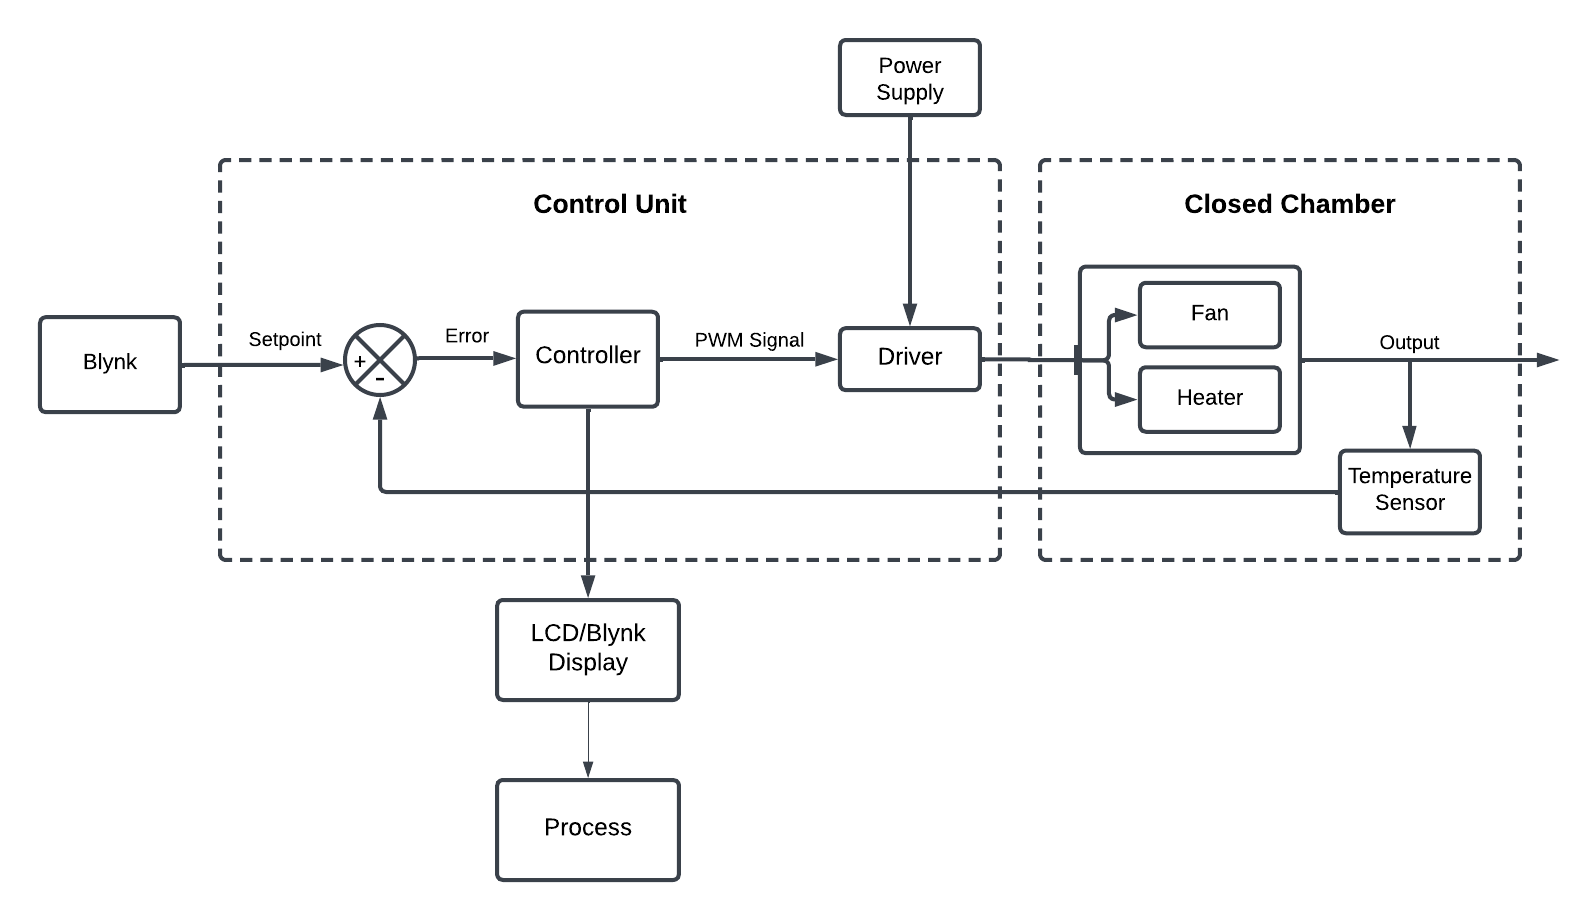 Power
Supply
Control Unit
Closed Chamber
Blynk
Setpoint
+
-
Error
Controller
PWM Signal
Driver
Fan
Heater
Output
Temperature
Sensor
LCD/Blynk
Display
Process